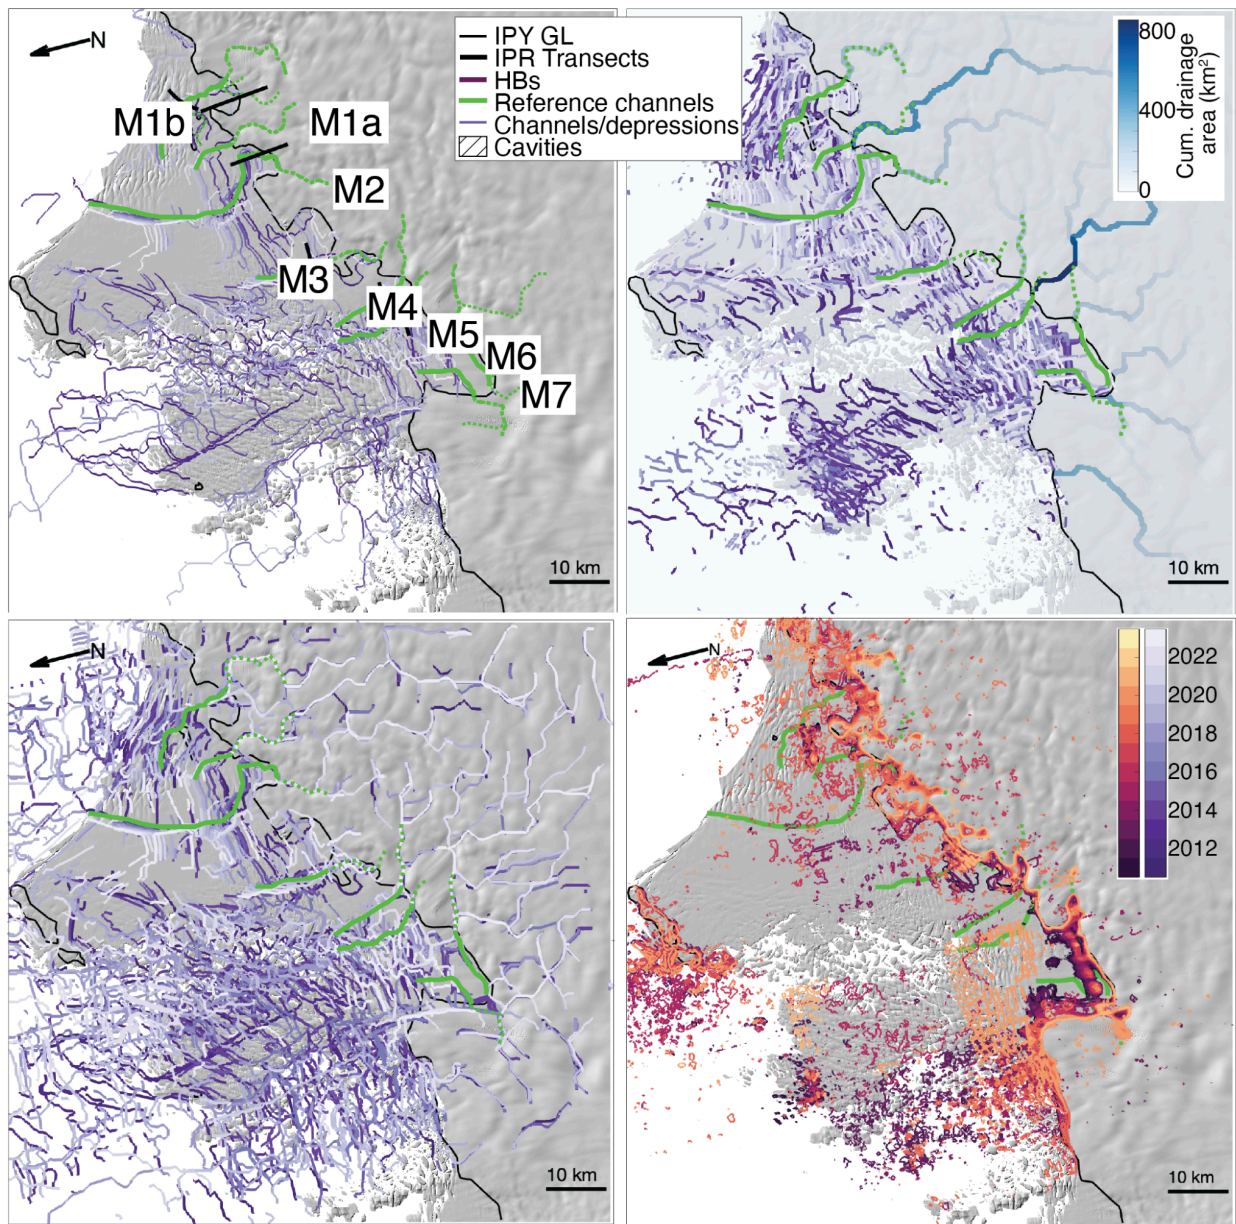 N
IPY GL
IPR Transects
HBs
Reference channels
Channels/depressions
Cavities
M1b
M1a
M2
M3
M4
M5
M6
M7
10 km
800
400
0
Cum. drainage
area (km²)
10 km
N
10 km
N
2022
2020
2018
2016
2014
2012
10 km